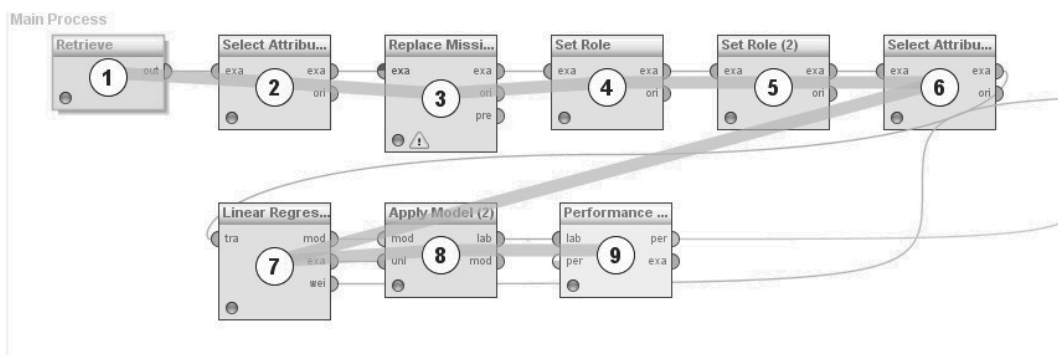 Main Process
Retrieve
out
1
Select Attribu...
exa exa
ori
2
Replace Missi...
exa exa
ori
pre
3
Set Role
exa exa
ori
4
Set Role (2)
exa exa
ori
5
Select Attribu...
exa exa
ori
6
Linear Regres...
tra mod
exa
wei
7
Apply Model (2)
mod lab
uni mod
8
Performance ...
lab per
per exa
9